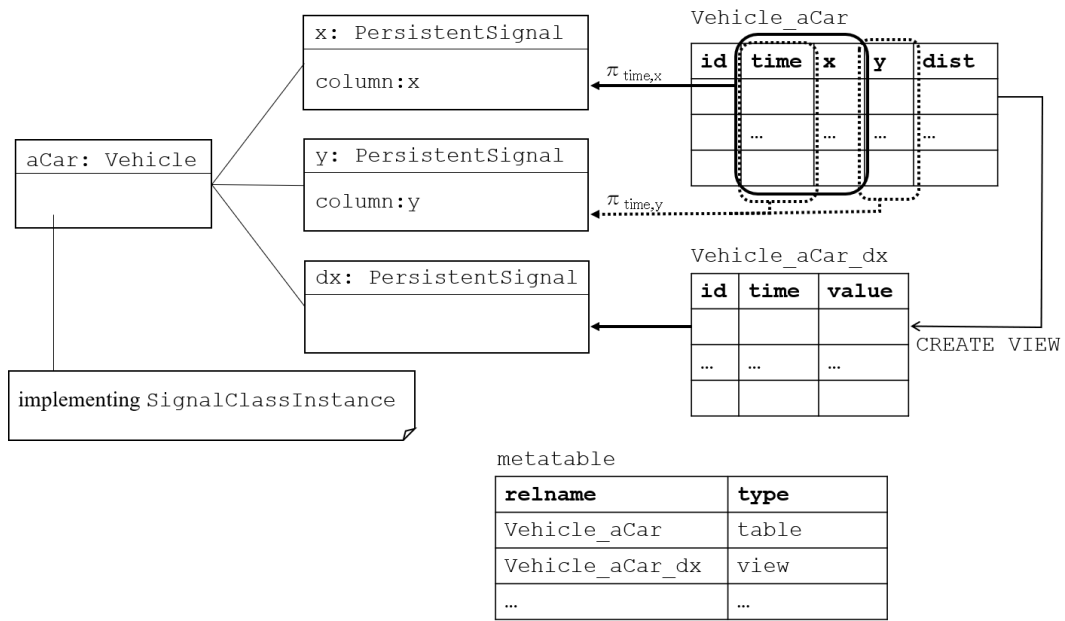 x: PersistentSignal
column:x
Vehicle_aCar
id time x y dist
… … … …
π time,x
aCar: Vehicle
y: PersistentSignal
column:y
π time,y
dx: PersistentSignal
Vehicle_aCar_dx
id time value
… … …
CREATE VIEW
implementing SignalClassInstance
metatable
relname type
Vehicle_aCar table
Vehicle_aCar_dx view
… …